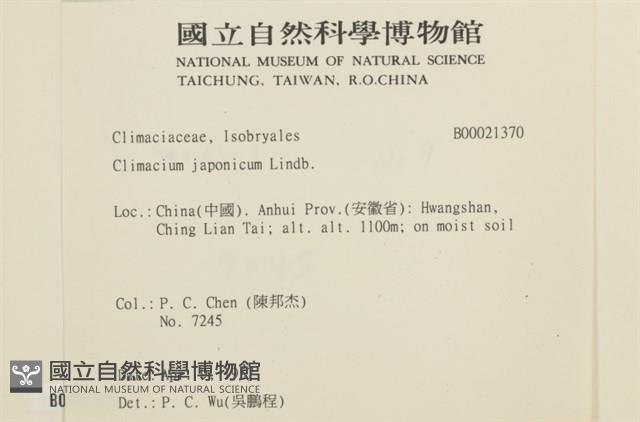 國立自然科學博物館
NATIONAL MUSEUM OF NATURAL SCIENCE
TAICHUNG, TAIWAN, R.O.CHINA
Climaciaceae, Isobryales B00021370
Climacium japonicum Lindb.
Loc.: China(中國). Anhui Prov.(安徽省): Hwangshan,
Ching Lian Tai; alt. alt. 1100m; on moist soil
Col.: P. C. Chen (陳邦杰)
No. 7245
國立自然科學博物館
NATIONAL MUSEUM OF NATURAL SCIENCE
B0 Det.: P. C. Wu(吳鵬程)